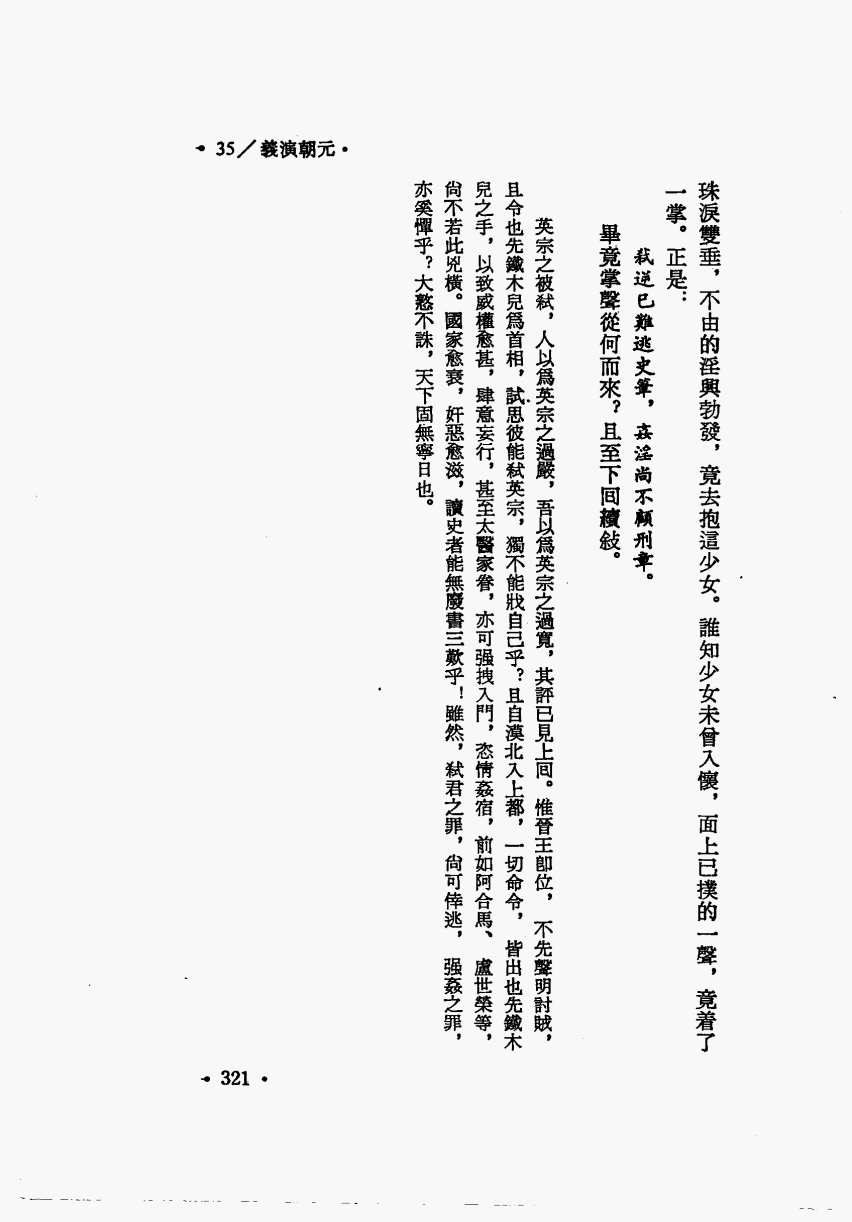 • 35／義演朝元 •
珠淚雙垂，不由的淫興勃發，竟去抱這少女。誰知少女未曾入懷，面上已撲的一聲，竟着了
一掌。正是：
弒逆已難逃史筆，姦淫尚不顧刑章。
畢竟掌聲從何而來？且至下囘續敍。
英宗之被弒，人以爲英宗之過嚴，吾以爲英宗之過寬，其評已見上囘。惟晉王卽位，不先聲明討賊，
且令也先鐵木兒爲首相，試思彼能弒英宗，獨不能戕自己乎？且自漠北入上都，一切命令，皆出也先鐵木
兒之手，以致威權愈甚，肆意妄行，甚至太醫家眷，亦可强拽入門，恣情姦宿，前如阿合馬、盧世榮等，
尙不若此兇橫。國家愈衰，奸惡愈滋，讀史者能無廢書三歎乎！雖然，弒君之罪，尙可倖逃，强姦之罪，
亦奚憚乎？大憝不誅，天下固無寧日也。
• 321 •